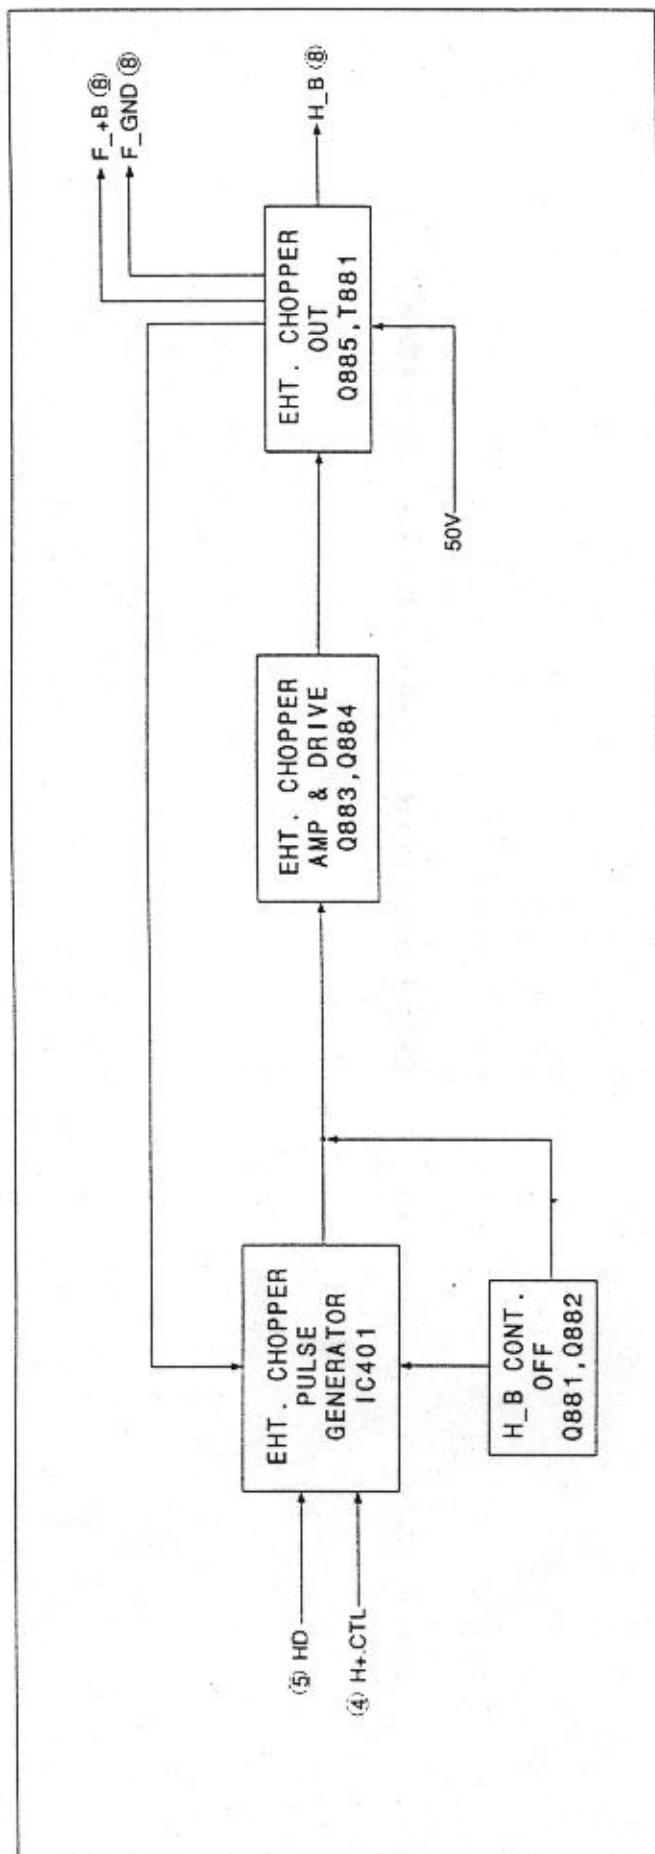 F_+B ⑧
F_GND ⑧
H_B ⑧
EHT. CHOPPER
OUT
Q885,T881
50V
EHT. CHOPPER
AMP & DRIVE
Q883,Q884
EHT. CHOPPER
PULSE
GENERATOR
IC401
H_B CONT.
OFF
Q881,Q882
⑤ HD
④ H+.CTL